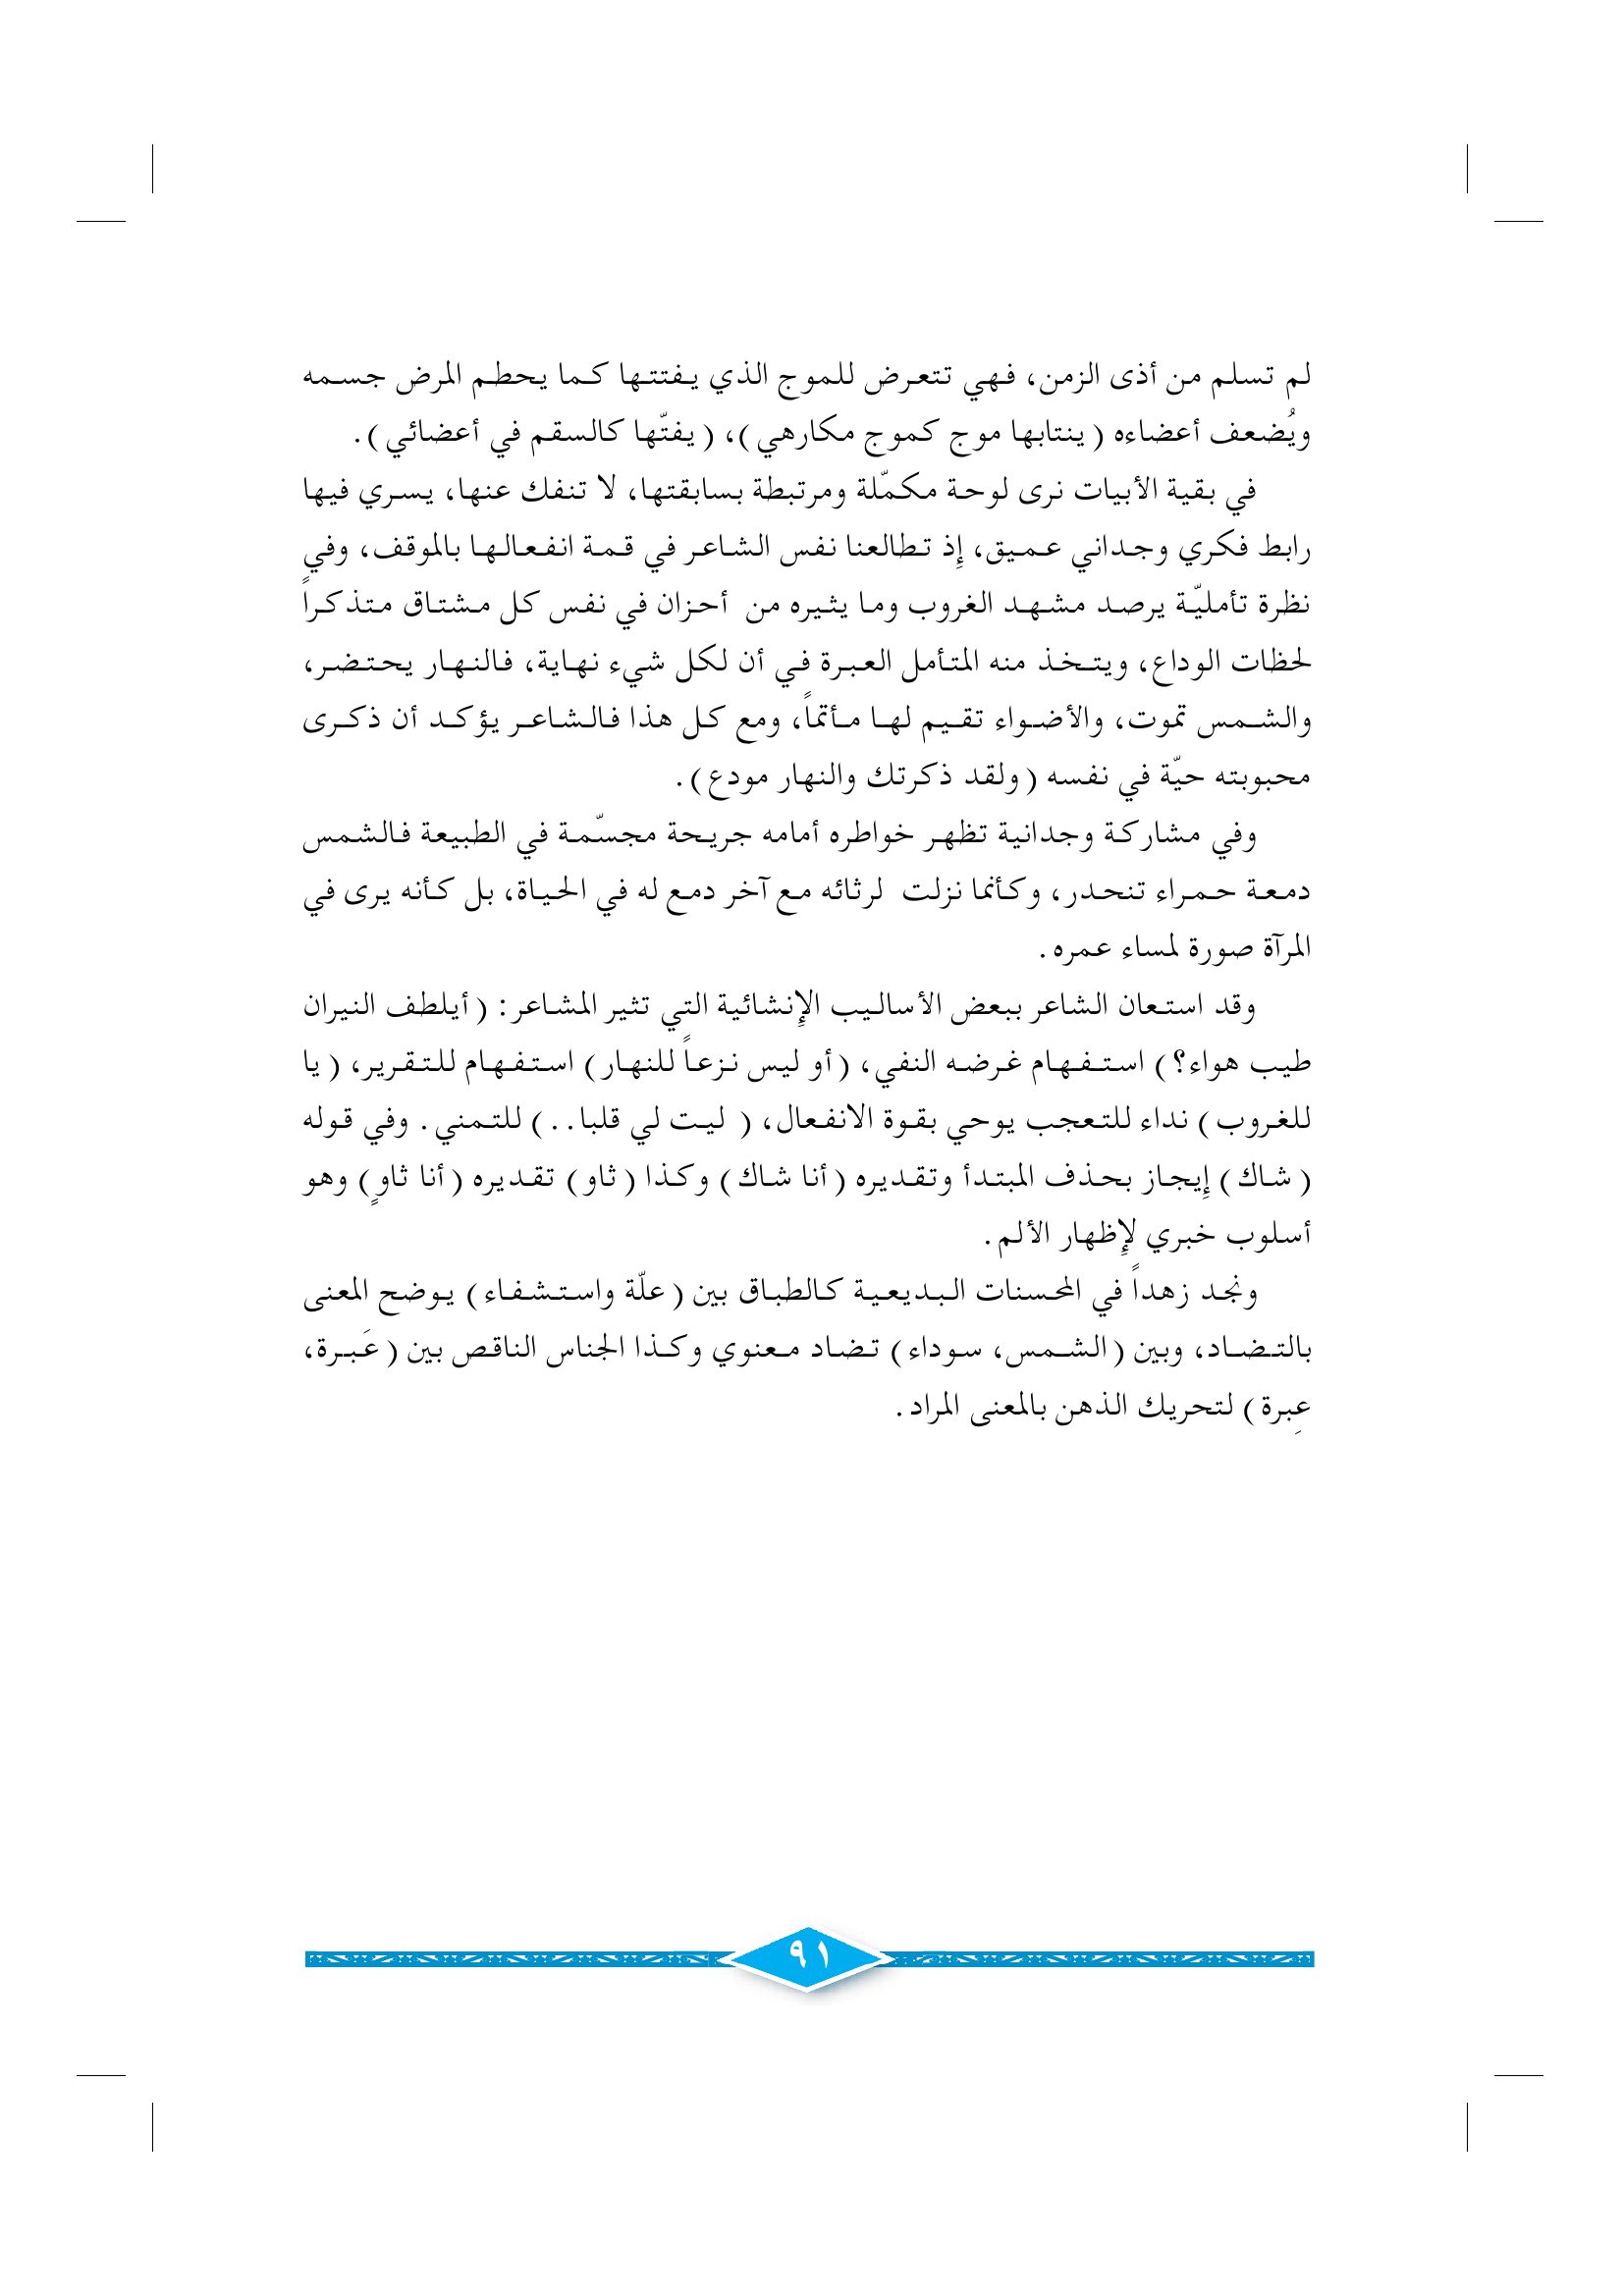 لم تسلم من أذى الزمن، فهي تتعرض للموج الذي يفتتها كما يحطم المرض جسمه
ويُضعف أعضاءه (ينتابها موج كموج مكارهي)، (يفتّها كالسقم في أعضائي).
في بقية الأبيات نرى لوحة مكمّلة ومرتبطة بسابقتها، لا تنفك عنها، يسري فيها
رابط فكري وجداني عميق، إِذ تطالعنا نفس الشاعر في قمة انفعالها بالموقف، وفي
نظرة تأمليّة يرصد مشهد الغروب وما يثيره من أحزان في نفس كل مشتاق متذكراً
لحظات الوداع، ويتخذ منه المتأمل العبرة في أن لكل شيء نهاية، فالنهار يحتضر،
والشمس تموت، والأضواء تقيم لها مأتماً، ومع كل هذا فالشاعر يؤكد أن ذكرى
محبوبته حيّة في نفسه (ولقد ذكرتك والنهار مودع).
وفي مشاركة وجدانية تظهر خواطره أمامه جريحة مجسّمة في الطبيعة فالشمس
دمعة حمراء تنحدر، وكأنما نزلت لرثائه مع آخر دمع له في الحياة، بل كأنه يرى في
المرآة صورة لمساء عمره.
وقد استعان الشاعر ببعض الأساليب الإِنشائية التي تثير المشاعر: (أيلطف النيران
طيب هواء؟) استفهام غرضه النفي، (أو ليس نزعاً للنهار) استفهام للتقرير، (يا
للغروب) نداء للتعجب يوحي بقوة الانفعال، (ليت لي قلبا..) للتمني. وفي قوله
(شاك) إِيجاز بحذف المبتدأ وتقديره (أنا شاك) وكذا (ثاو) تقديره (أنا ثاوٍ) وهو
أسلوب خبري لإِظهار الألم.
ونجد زهداً في المحسنات البديعية كالطباق بين (علّة واستشفاء) يوضح المعنى
بالتضاد، وبين (الشمس، سوداء) تضاد معنوي وكذا الجناس الناقص بين (عَبرة،
عِبرة) لتحريك الذهن بالمعنى المراد.
٩١